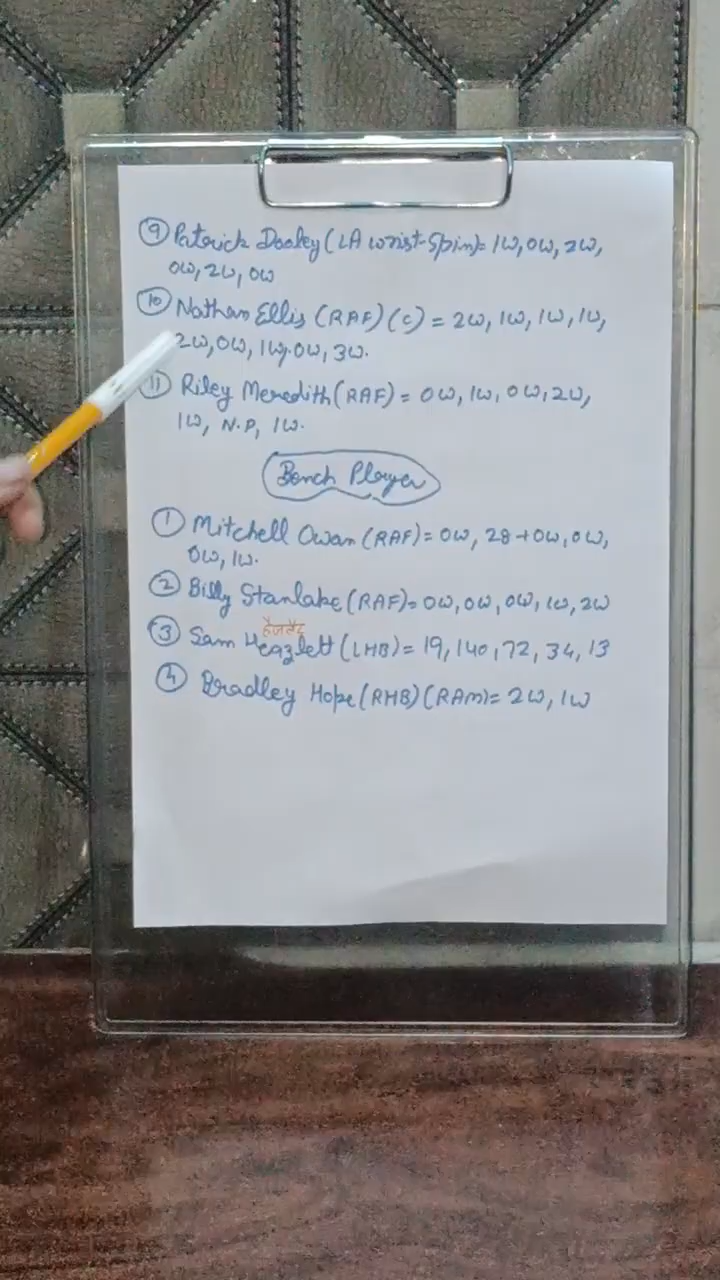 ⑨ Patrick Dooley (LA wrist-Spin)= 1W, 0W, 2W,
0W, 2W, 0W
⑩ Nathan Ellis (RAF) (C) = 2W, 1W, 1W, 1W,
2W, 0W, 1W, 0W, 3W.
⑪ Riley Meredith (RAF) = 0W, 1W, 0W, 2W,
1W, N.P, 1W.
Bench Player
① Mitchell Owan (RAF)= 0W, 28+0W, 0W,
0W, 1W.
② Billy Stanlake (RAF)= 0W, 0W, 0W, 1W, 2W
हेजलेट
③ Sam Heazlett (LHB) = 19, 140, 72, 34, 13
④ Bradley Hope (RHB) (RAM)= 2W, 1W